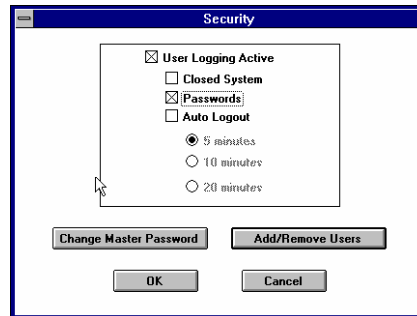 Security
User Logging Active
Closed System
Passwords
Auto Logout
5 minutes
10 minutes
20 minutes
Change Master Password Add/Remove Users
OK Cancel